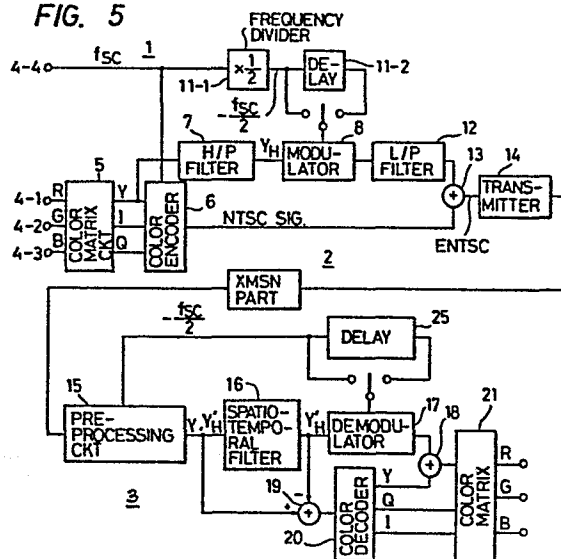 FIG. 5
FREQUENCY
DIVIDER
1
4-4
fsc
×1/2
11-1
DE-
LAY
11-2
-fsc/2
7
8
12
H/P
FILTER
YH
MODU-
LATOR
L/P FILTER
13
14
5
4-1 R
4-2 G
4-3 B
COLOR
MATRIX
CKT
Y
I
Q
6
COLOR
ENCODER
NTSC SIG.
ENTSC
TRANS-
MITTER
2
XMSN
PART
-fsc/2
DELAY
25
15
PRE-
PROCESSING
CKT
Y, Y'H
16
SPATIO-
TEMPO-
RAL
FILTER
Y'H
DEMODU-
LATOR
17
18
21
3
19
-
+
20
COLOR
DECODER
Y
Q
I
COLOR
MATRIX
R
G
B